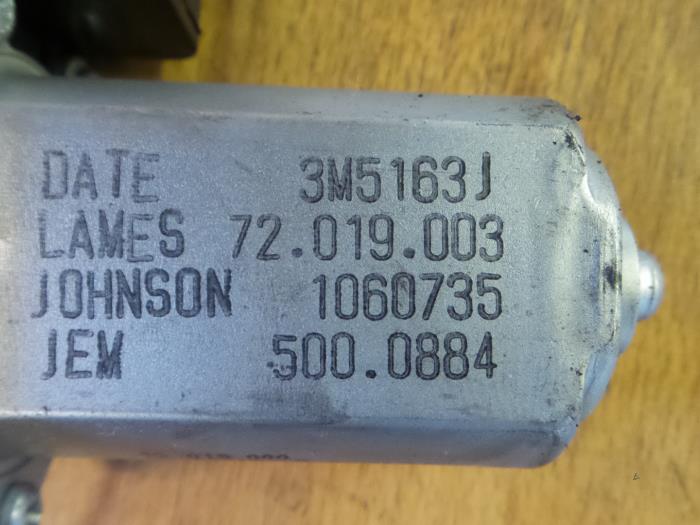 DATE 3M5163J
LAMES 72.019.003
JOHNSON 1060735
JEM 500.0884